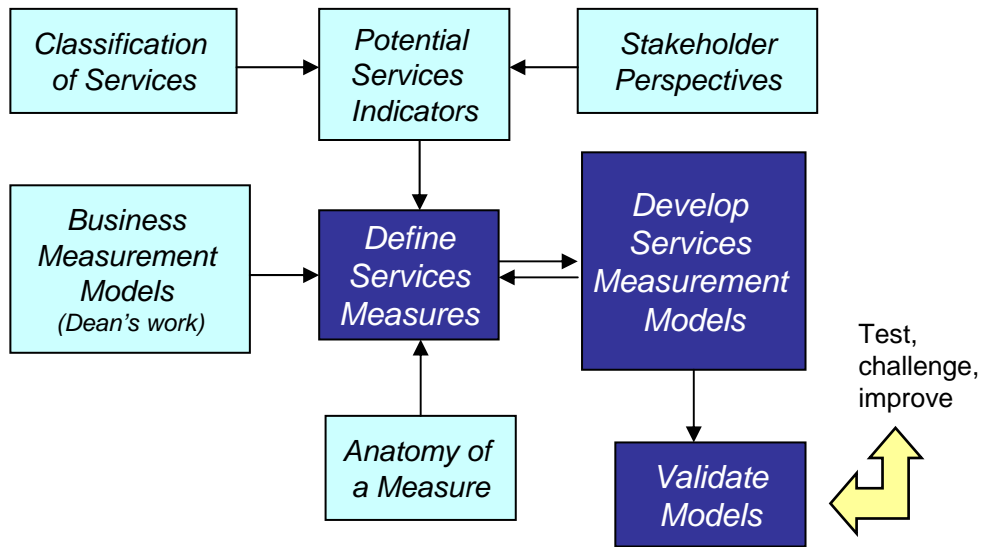 Classification
of Services
Potential
Services
Indicators
Stakeholder
Perspectives
Business
Measurement
Models
(Dean's work)
Define
Services
Measures
Develop
Services
Measurement
Models
Test,
challenge,
improve
Anatomy of
a Measure
Validate
Models